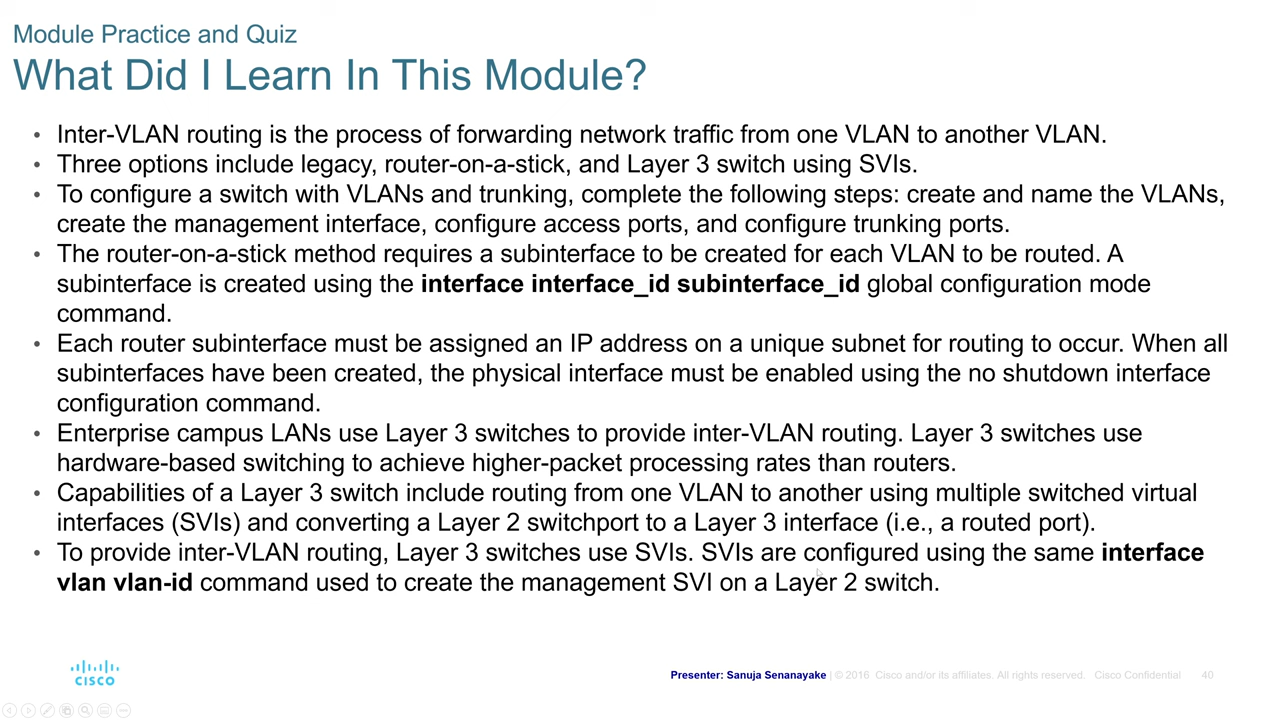 Module Practice and Quiz
What Did I Learn In This Module?
• Inter-VLAN routing is the process of forwarding network traffic from one VLAN to another VLAN.
• Three options include legacy, router-on-a-stick, and Layer 3 switch using SVIs.
• To configure a switch with VLANs and trunking, complete the following steps: create and name the VLANs,
create the management interface, configure access ports, and configure trunking ports.
• The router-on-a-stick method requires a subinterface to be created for each VLAN to be routed. A
subinterface is created using the interface interface_id subinterface_id global configuration mode
command.
• Each router subinterface must be assigned an IP address on a unique subnet for routing to occur. When all
subinterfaces have been created, the physical interface must be enabled using the no shutdown interface
configuration command.
• Enterprise campus LANs use Layer 3 switches to provide inter-VLAN routing. Layer 3 switches use
hardware-based switching to achieve higher-packet processing rates than routers.
• Capabilities of a Layer 3 switch include routing from one VLAN to another using multiple switched virtual
interfaces (SVIs) and converting a Layer 2 switchport to a Layer 3 interface (i.e., a routed port).
• To provide inter-VLAN routing, Layer 3 switches use SVIs. SVIs are configured using the same interface
vlan vlan-id command used to create the management SVI on a Layer 2 switch.
CISCO
Presenter: Sanuja Senanayake | © 2016 Cisco and/or its affiliates. All rights reserved. Cisco Confidential 40